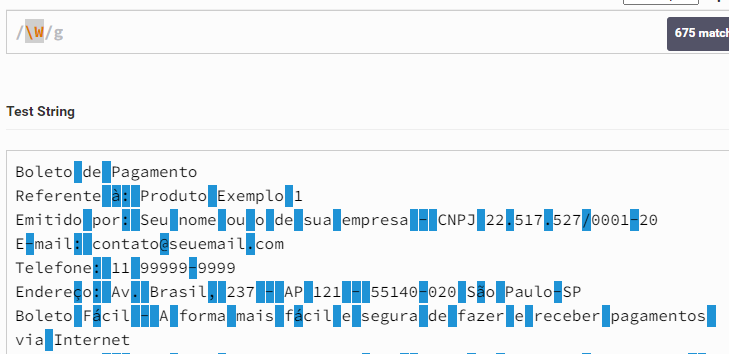 /\W/g
675 match
Test String
Boleto de Pagamento
Referente à: Produto Exemplo 1
Emitido por: Seu nome ou o de sua empresa - CNPJ 22.517.527/0001-20
E-mail: contato@seuemail.com
Telefone: 11 99999-9999
Endereço: Av. Brasil, 237 - AP 121 - 55140-020 São Paulo-SP
Boleto Fácil - A forma mais fácil e segura de fazer e receber pagamentos
via Internet